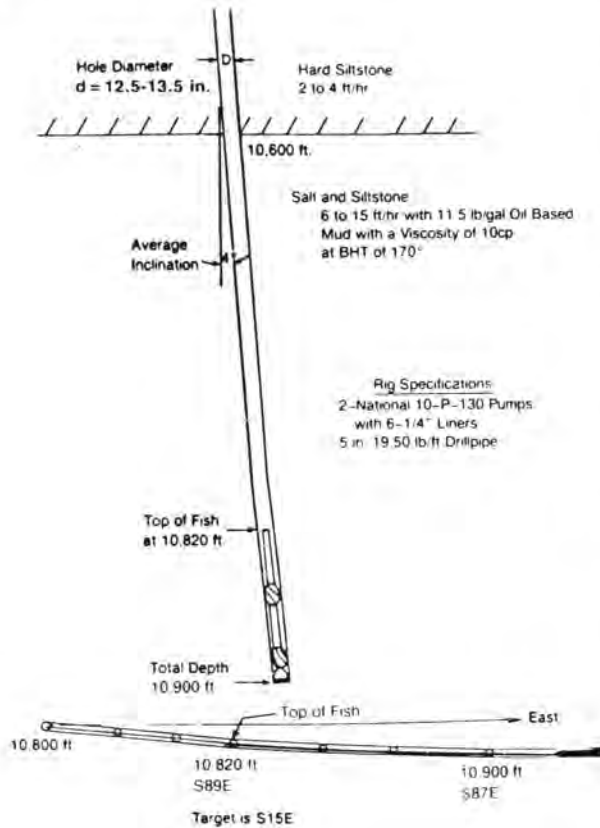 Hole Diameter
d = 12.5-13.5 in.
D
Hard Siltstone
2 to 4 ft/hr
10,600 ft.
Salt and Siltstone
6 to 15 ft/hr with 11.5 lb/gal Oil Based
Mud with a Viscosity of 10cp
at BHT of 170°
Average
Inclination
4°
Rig Specifications
2-National 10-P-130 Pumps
with 6-1/4" Liners
5 in. 19.50 lb/ft Drillpipe
Top of Fish
at 10,820 ft.
Total Depth
10,900 ft
Top of Fish
East
10,800 ft
10,820 ft
S89E
10,900 ft
S87E
Target is S15E